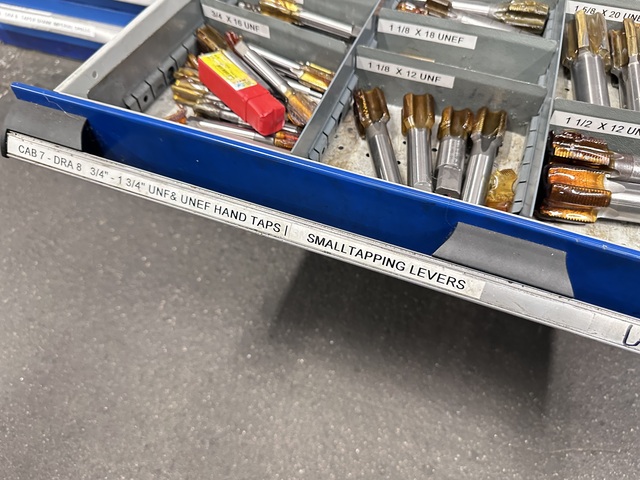 3/4 X 16 UNF
1 1/8 X 18 UNEF
1 5/8 X 20 UN
1 1/8 X 12 UNF
1 1/2 X 12 UN
CAB 7 - DRA 8 3/4" - 1 3/4" UNF& UNEF HAND TAPS |
SMALLTAPPING LEVERS